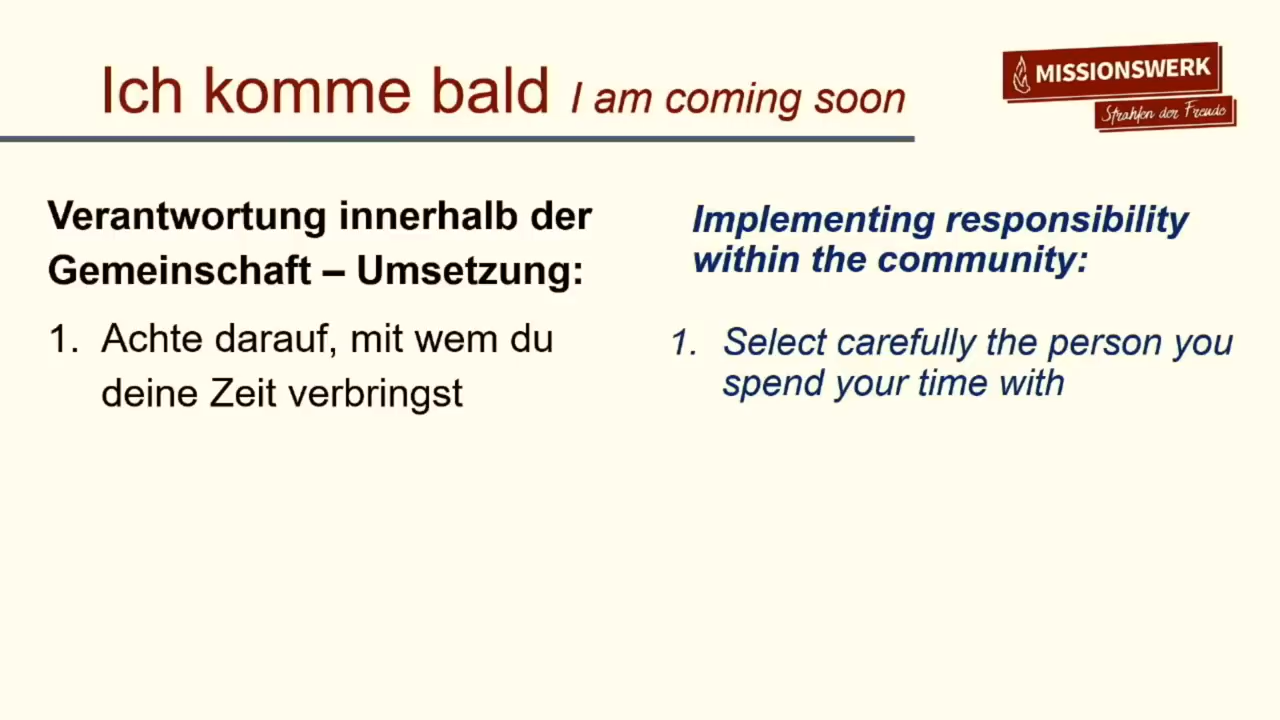 Ich komme bald I am coming soon
MISSIONSWERK
Strahlen der Freude
Verantwortung innerhalb der
Gemeinschaft – Umsetzung:
1. Achte darauf, mit wem du
deine Zeit verbringst
Implementing responsibility
within the community:
1. Select carefully the person you
spend your time with